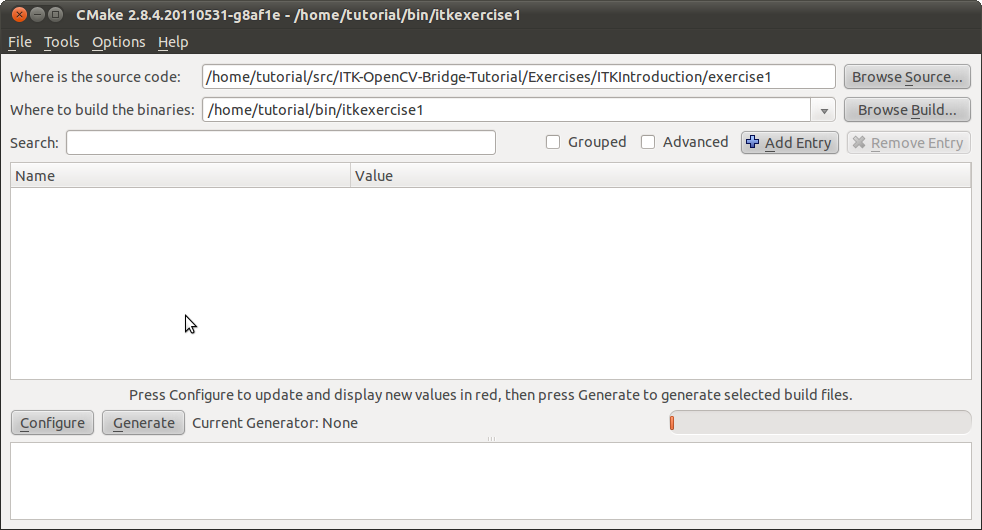 CMake 2.8.4.20110531-g8af1e - /home/tutorial/bin/itkexercise1
File Tools Options Help
Where is the source code: /home/tutorial/src/ITK-OpenCV-Bridge-Tutorial/Exercises/ITKIntroduction/exercise1 Browse Source...
Where to build the binaries: /home/tutorial/bin/itkexercise1 Browse Build...
Search: Grouped Advanced Add Entry Remove Entry
Name Value
Press Configure to update and display new values in red, then press Generate to generate selected build files.
Configure Generate Current Generator: None